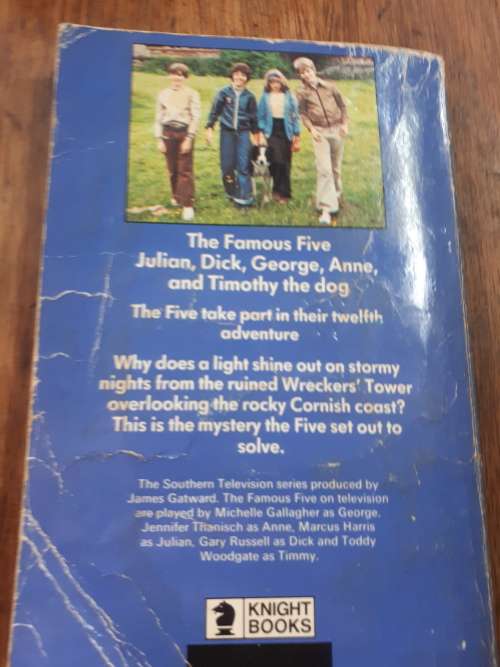 The Famous Five
Julian, Dick, George, Anne,
and Timothy the dog
The Five take part in their twelfth
adventure
Why does a light shine out on stormy
nights from the ruined Wreckers' Tower
overlooking the rocky Cornish coast?
This is the mystery the Five set out to
solve.
The Southern Television series produced by
James Gatward. The Famous Five on television
are played by Michelle Gallagher as George,
Jennifer Thanisch as Anne, Marcus Harris
as Julian, Gary Russell as Dick and Toddy
Woodgate as Timmy.
KNIGHT
BOOKS